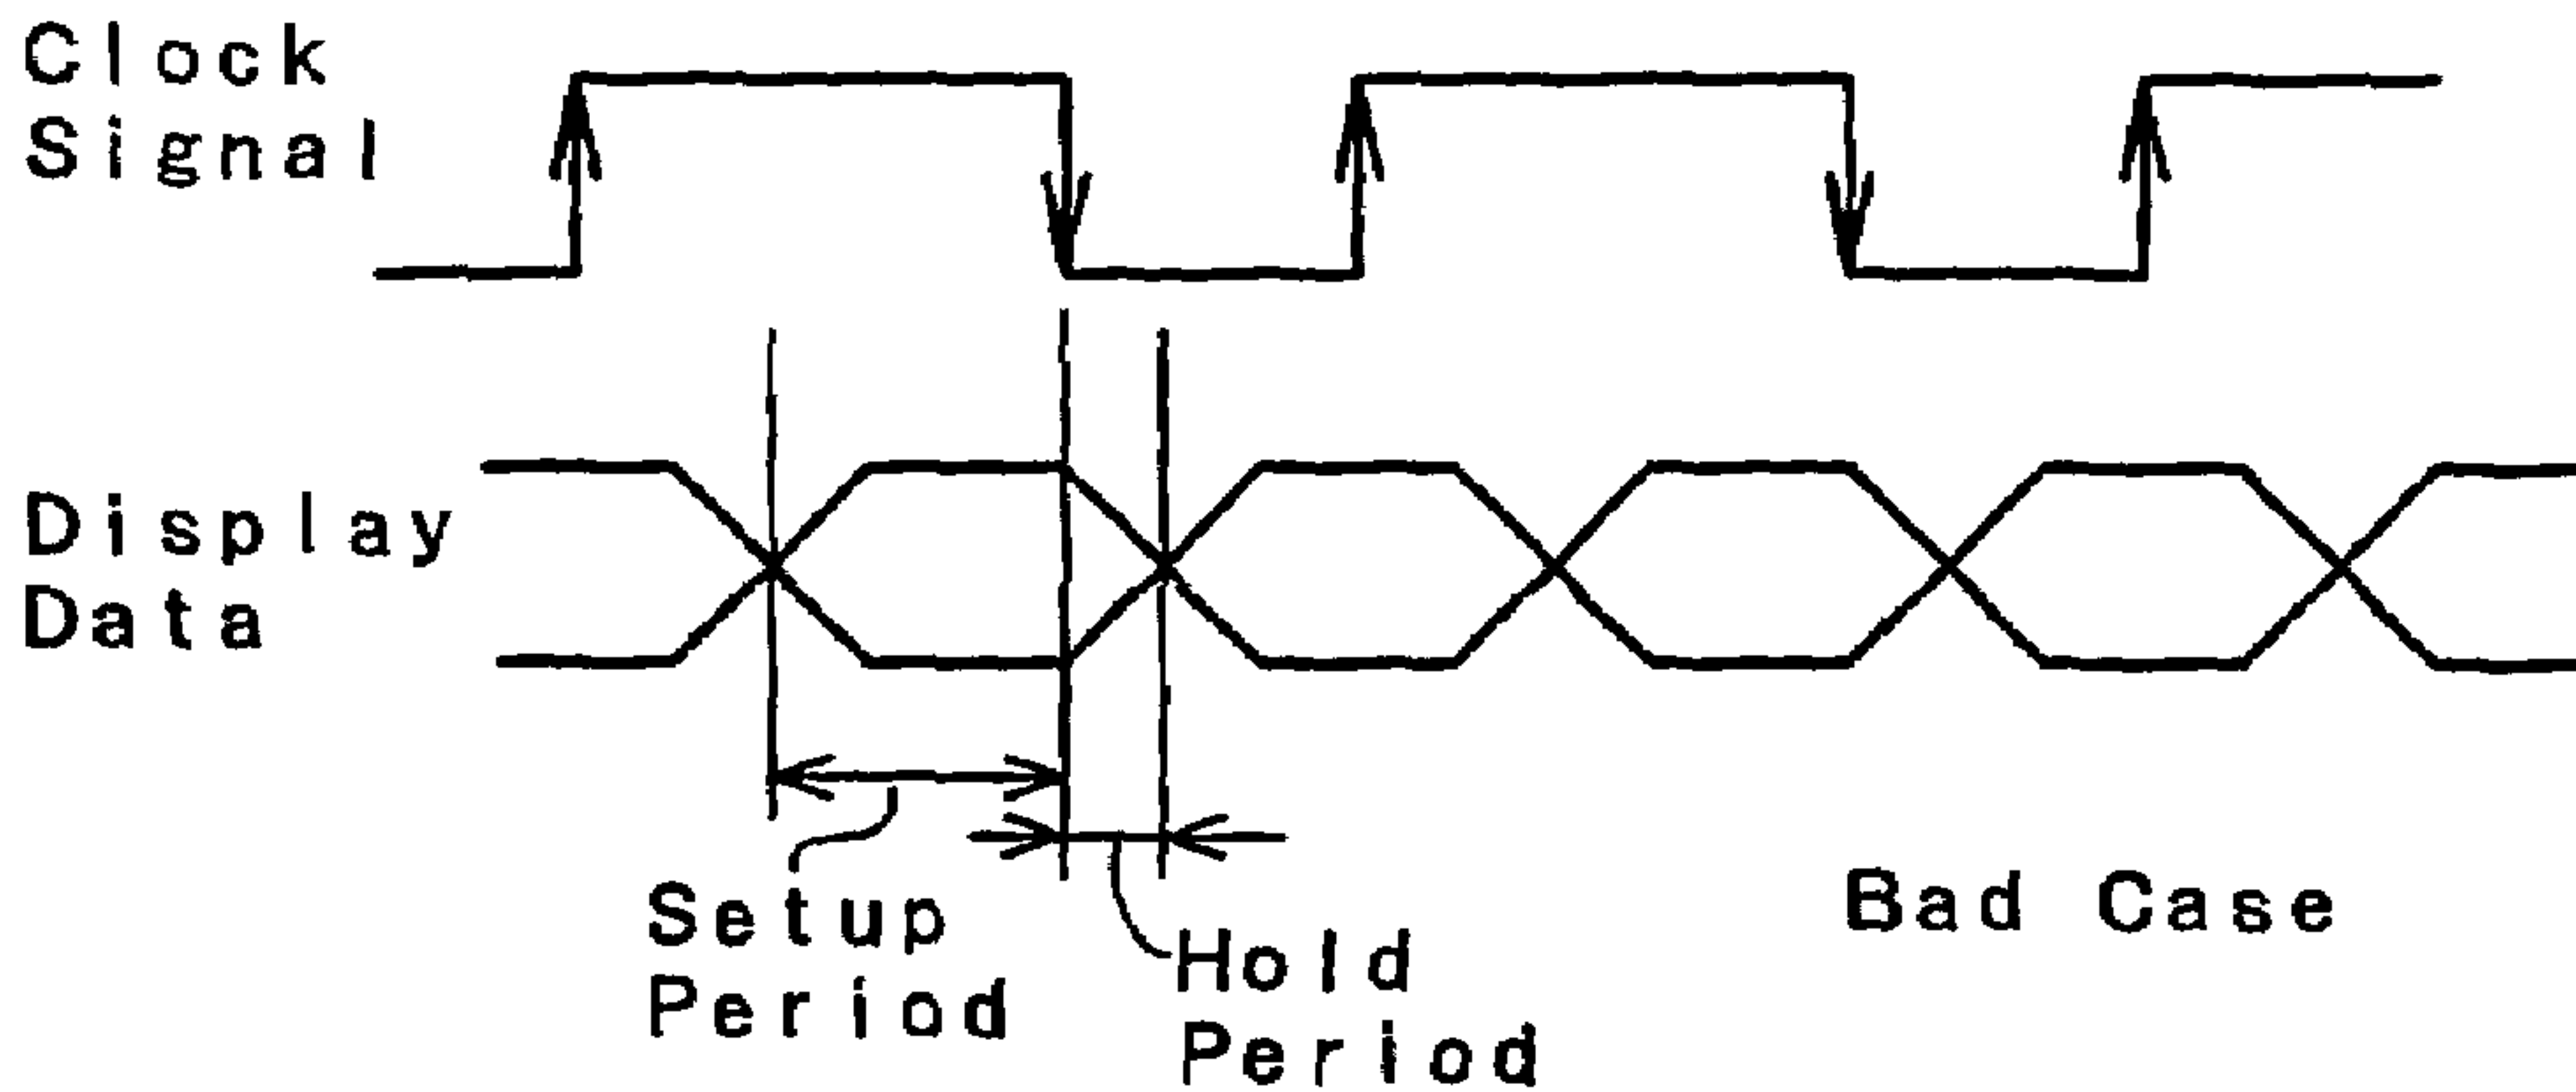 Clock
Signal
Display
Data
Setup
Period
Hold
Period
Bad Case